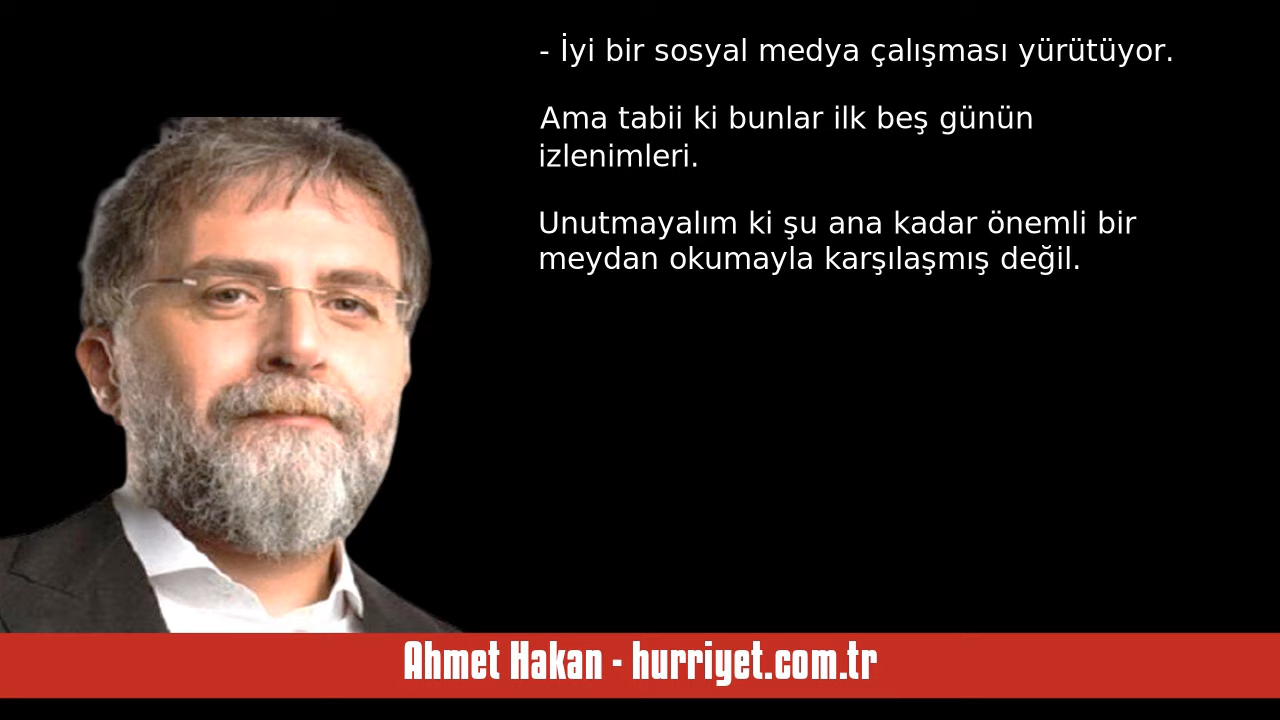 - İyi bir sosyal medya çalışması yürütüyor.
Ama tabii ki bunlar ilk beş günün
izlenimleri.
Unutmayalım ki şu ana kadar önemli bir
meydan okumayla karşılaşmış değil.
Ahmet Hakan - hurriyet.com.tr